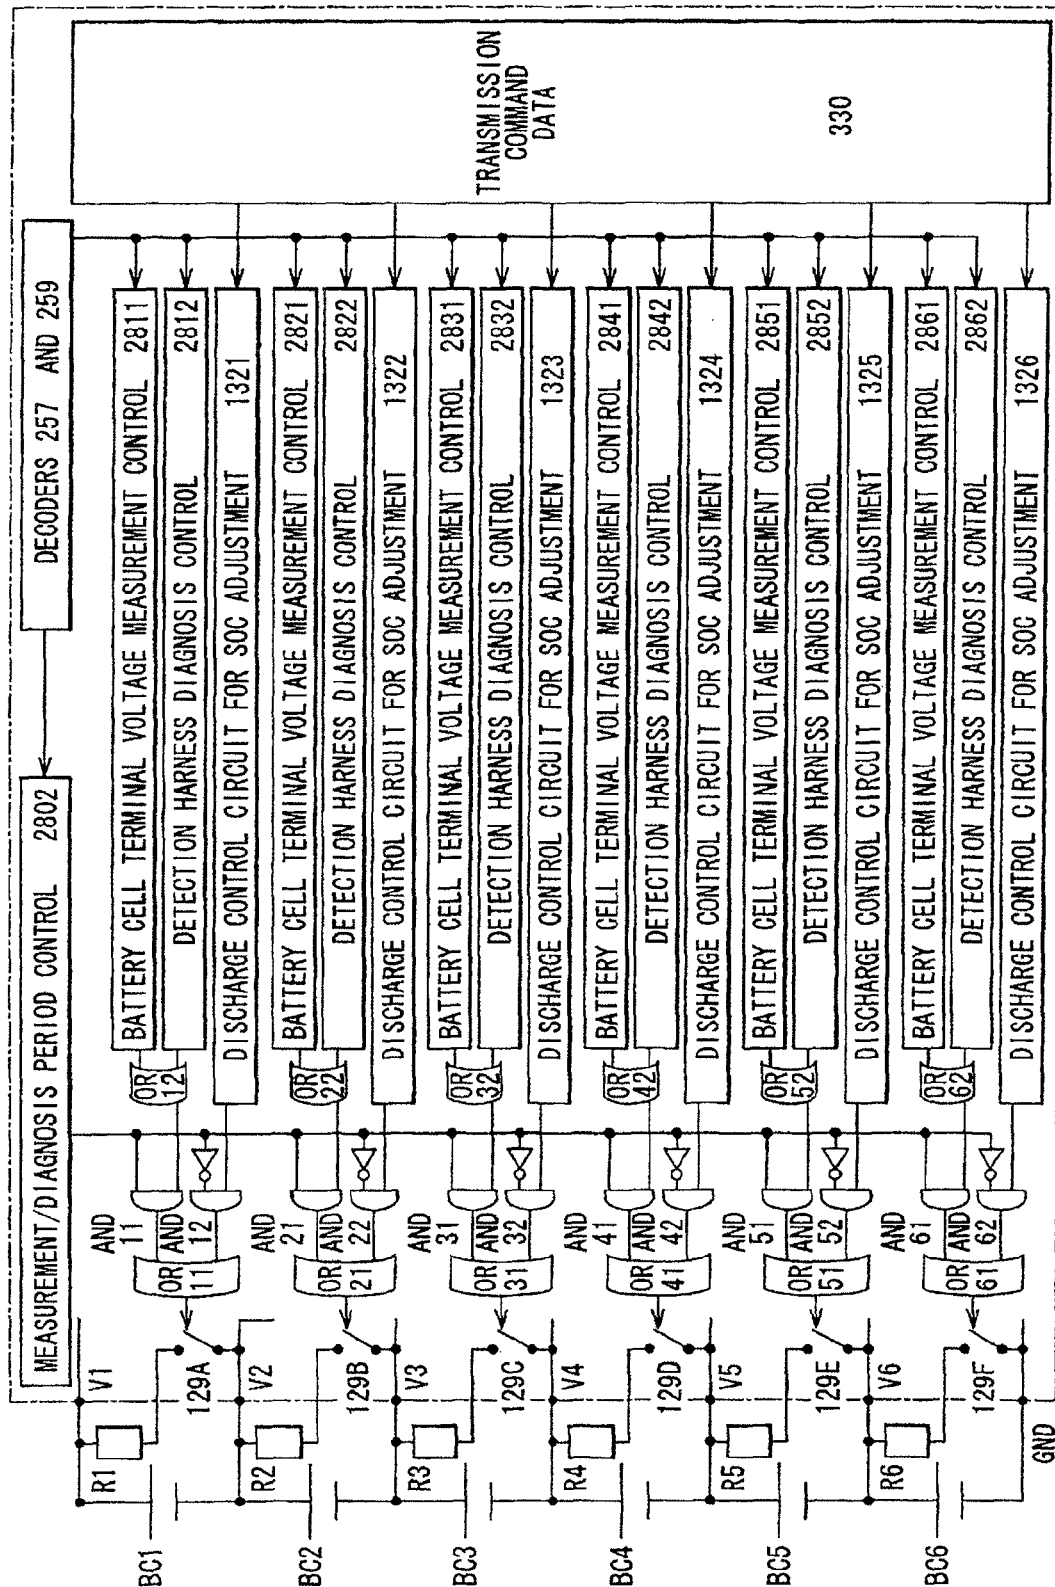 MEASUREMENT/DIAGNOSIS PERIOD CONTROL 2802
DECODERS 257 AND 259
TRANSMISSION
COMMAND
DATA
330
BC1
R1
V1
129A
AND
11
AND
12
OR
11
OR
12
BATTERY CELL TERMINAL VOLTAGE MEASUREMENT CONTROL 2811
DETECTION HARNESS DIAGNOSIS CONTROL 2812
DISCHARGE CONTROL CIRCUIT FOR SOC ADJUSTMENT 1321
BC2
R2
V2
129B
AND
21
AND
22
OR
21
OR
22
BATTERY CELL TERMINAL VOLTAGE MEASUREMENT CONTROL 2821
DETECTION HARNESS DIAGNOSIS CONTROL 2822
DISCHARGE CONTROL CIRCUIT FOR SOC ADJUSTMENT 1322
BC3
R3
V3
129C
AND
31
AND
32
OR
31
OR
32
BATTERY CELL TERMINAL VOLTAGE MEASUREMENT CONTROL 2831
DETECTION HARNESS DIAGNOSIS CONTROL 2832
DISCHARGE CONTROL CIRCUIT FOR SOC ADJUSTMENT 1323
BC4
R4
V4
129D
AND
41
AND
42
OR
41
OR
42
BATTERY CELL TERMINAL VOLTAGE MEASUREMENT CONTROL 2841
DETECTION HARNESS DIAGNOSIS CONTROL 2842
DISCHARGE CONTROL CIRCUIT FOR SOC ADJUSTMENT 1324
BC5
R5
V5
129E
AND
51
AND
52
OR
51
OR
52
BATTERY CELL TERMINAL VOLTAGE MEASUREMENT CONTROL 2851
DETECTION HARNESS DIAGNOSIS CONTROL 2852
DISCHARGE CONTROL CIRCUIT FOR SOC ADJUSTMENT 1325
BC6
R6
V6
129F
AND
61
AND
62
OR
61
OR
62
BATTERY CELL TERMINAL VOLTAGE MEASUREMENT CONTROL 2861
DETECTION HARNESS DIAGNOSIS CONTROL 2862
DISCHARGE CONTROL CIRCUIT FOR SOC ADJUSTMENT 1326
GND